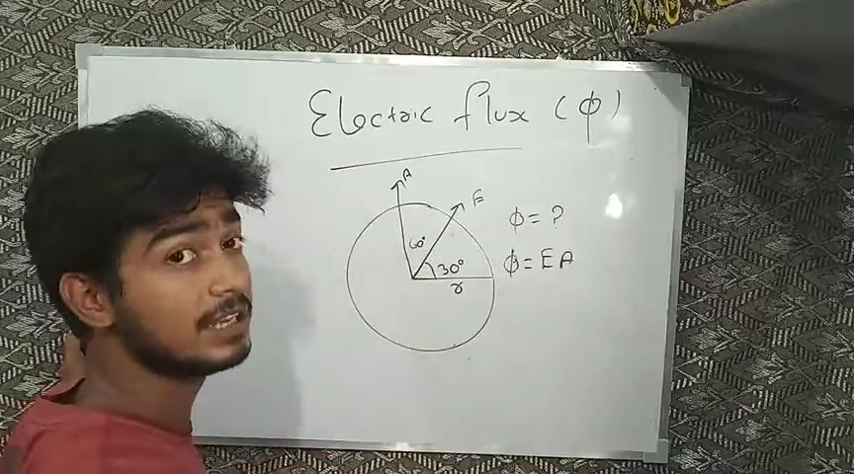 Electric flux (ϕ)
A
E
60°
30°
r
ϕ = ?
ϕ = EA